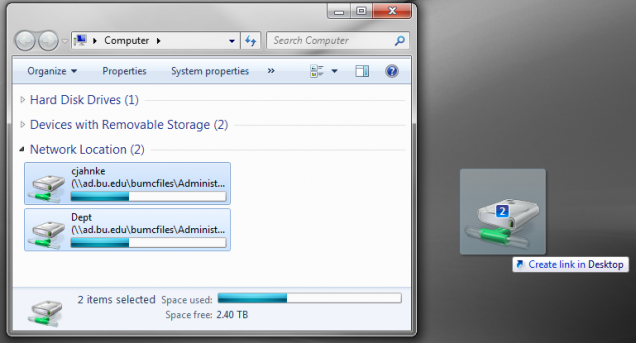 Computer
Search Computer
Organize
Properties
System properties
»
Hard Disk Drives (1)
Devices with Removable Storage (2)
Network Location (2)
cjahnke
(\\ad.bu.edu\bumcfiles\Administ...
Dept
(\\ad.bu.edu\bumcfiles\Administ...
2
Create link in Desktop
2 items selected Space used:
Space free: 2.40 TB